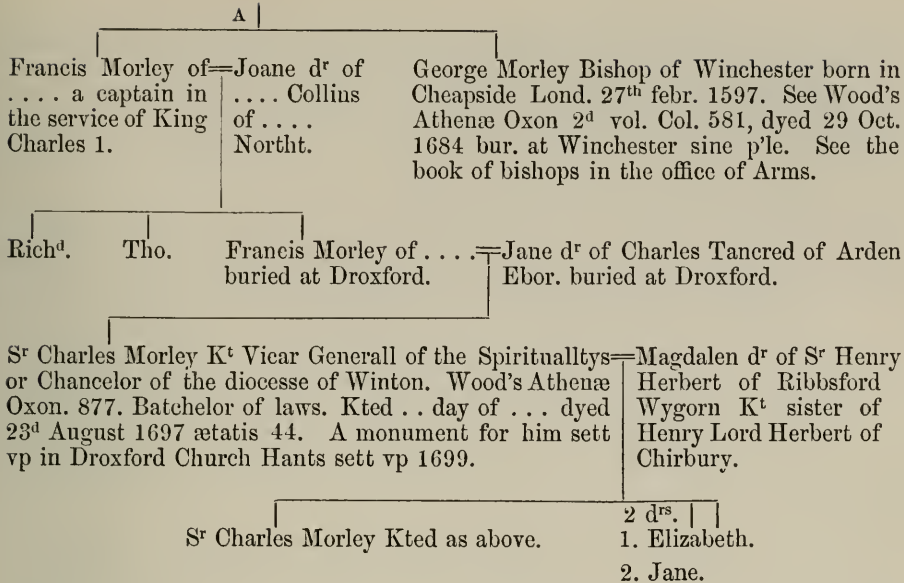 A
Francis Morley of=Joane dʳ of
. . . . a captain in
the service of King
Charles 1.
. . . . Collins
of . . . .
Northt.
George Morley Bishop of Winchester born in
Cheapside Lond. 27ᵗʰ febr. 1597. See Wood's
Athenæ Oxon 2ᵈ vol. Col. 581, dyed 29 Oct.
1684 bur. at Winchester sine p'le. See the
book of bishops in the office of Arms.
Richᵈ. Tho. Francis Morley of . . . .=Jane dʳ of Charles Tancred of Arden
buried at Droxford. Ebor. buried at Droxford.
Sʳ Charles Morley Kᵗ Vicar Generall of the Spiritualltys=Magdalen dʳ of Sʳ Henry
or Chancelor of the diocesse of Winton. Wood's Athenæ
Oxon. 877. Batchelor of laws. Kted . . day of . . . dyed
23ᵈ August 1697 ætatis 44. A monument for him sett
vp in Droxford Church Hants sett vp 1699.
Herbert of Ribbsford
Wygorn Kᵗ sister of
Henry Lord Herbert of
Chirbury.
2 dʳˢ.
Sʳ Charles Morley Kted as above. 1. Elizabeth.
2. Jane.